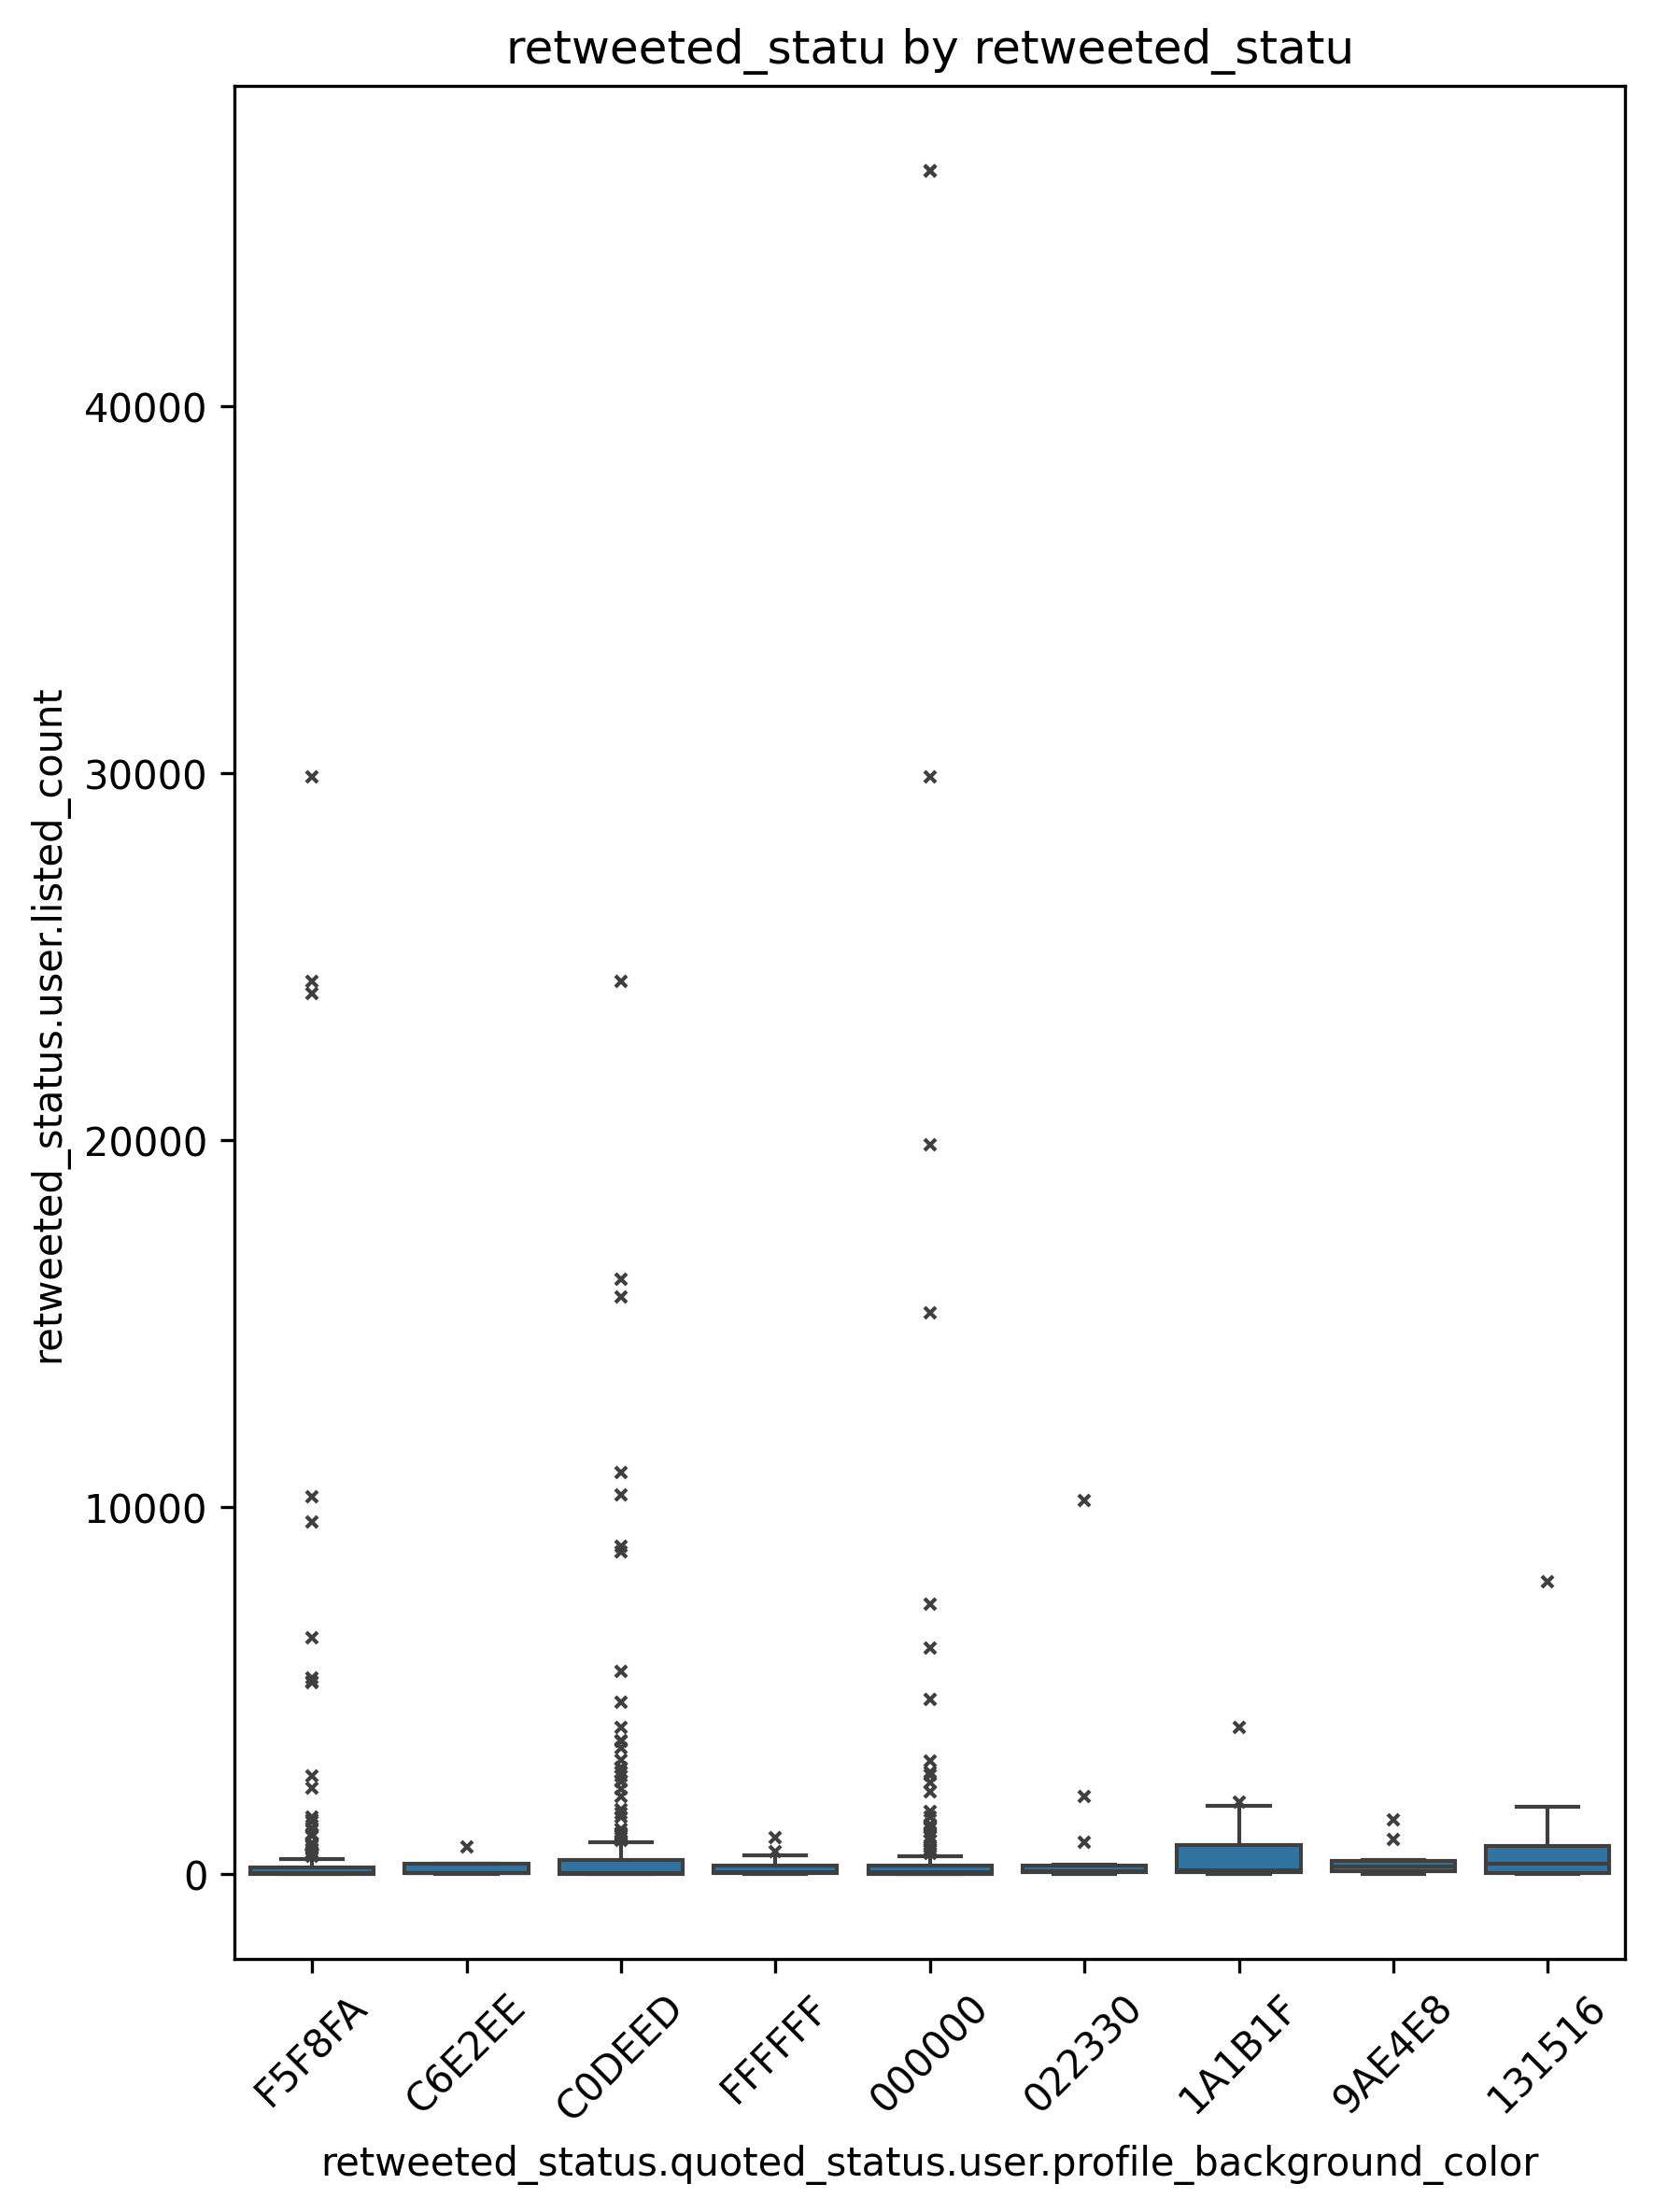 retweeted_statu by retweeted_statu
retweeted_status.user.listed_count
40000
30000
20000
10000
0
F5F8FA
C6E2EE
C0DEED
FFFFFF
000000
022330
1A1B1F
9AE4E8
131516
retweeted_status.quoted_status.user.profile_background_color